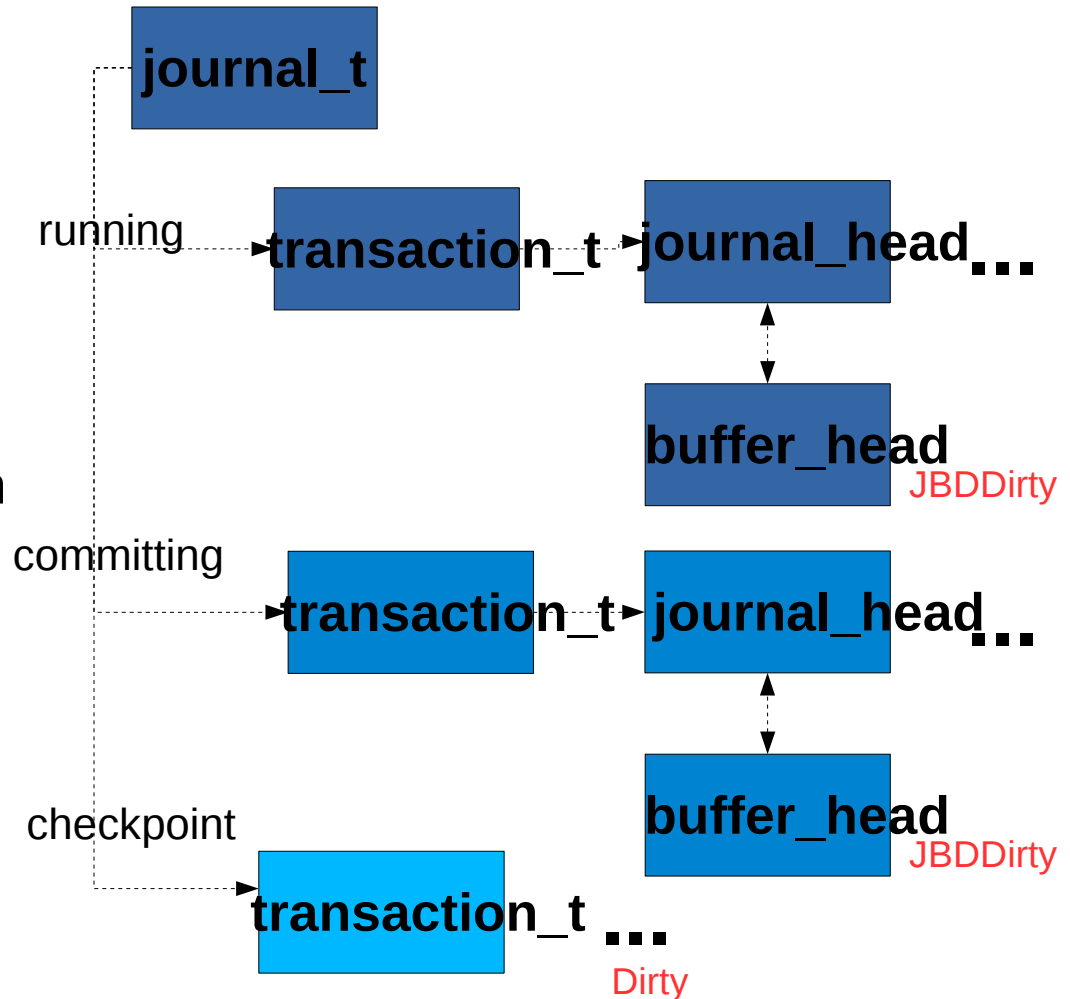 journal_t
running
transaction_t
journal_head
...
buffer_head
JBDDirty
n
committing
transaction_t
journal_head
...
buffer_head
JBDDirty
checkpoint
transaction_t
...
Dirty